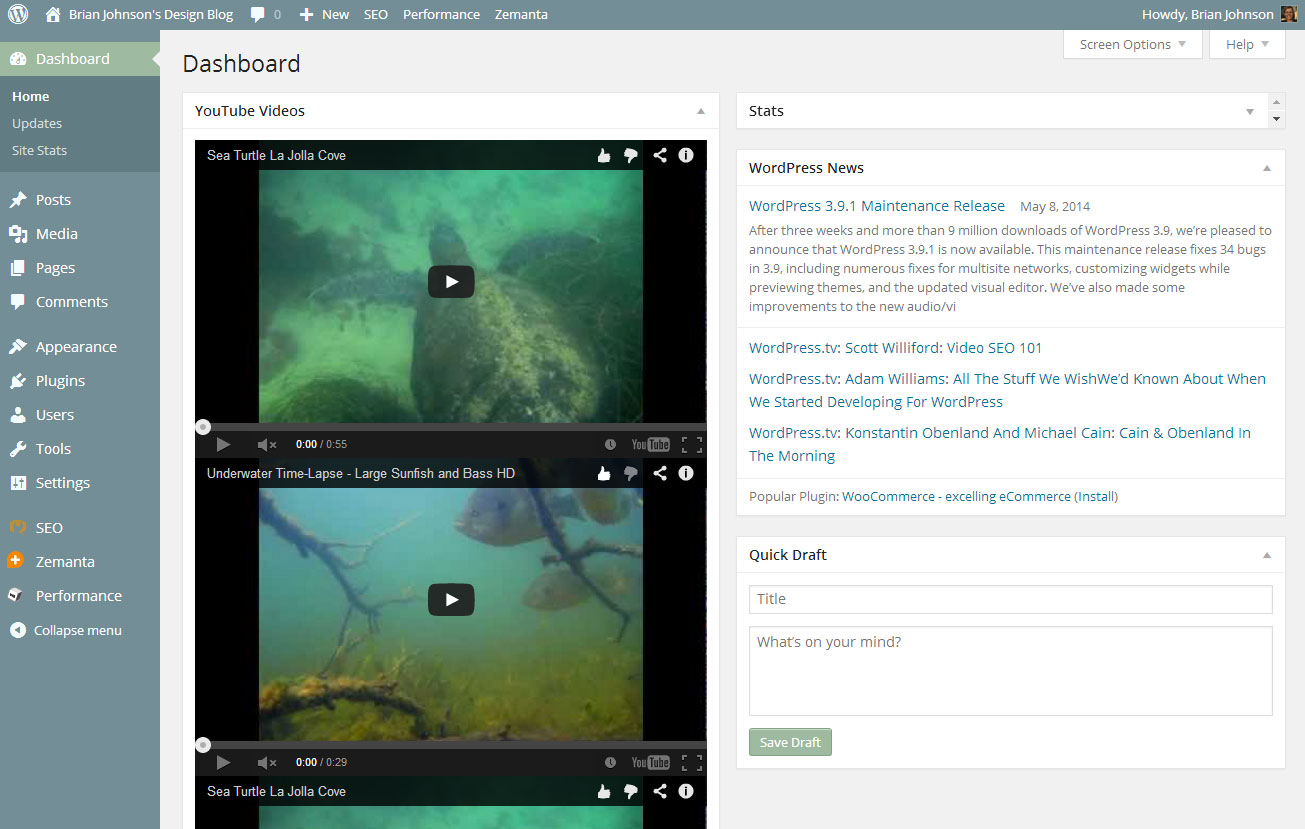 Brian Johnson's Design Blog 0 New SEO Performance Zemanta Howdy, Brian Johnson
Screen Options Help
Dashboard
Home
Updates
Site Stats
Posts
Media
Pages
Comments
Appearance
Plugins
Users
Tools
Settings
SEO
Zemanta
Performance
Collapse menu
Dashboard
YouTube Videos
Sea Turtle La Jolla Cove
0:00 / 0:55
YouTube
Underwater Time-Lapse - Large Sunfish and Bass HD
0:00 / 0:29
YouTube
Sea Turtle La Jolla Cove
Stats
WordPress News
WordPress 3.9.1 Maintenance Release May 8, 2014
After three weeks and more than 9 million downloads of WordPress 3.9, we’re pleased to
announce that WordPress 3.9.1 is now available. This maintenance release fixes 34 bugs
in 3.9, including numerous fixes for multisite networks, customizing widgets while
previewing themes, and the updated visual editor. We’ve also made some
improvements to the new audio/vi
WordPress.tv: Scott Williford: Video SEO 101
WordPress.tv: Adam Williams: All The Stuff We WishWe’d Known About When
We Started Developing For WordPress
WordPress.tv: Konstantin Obenland And Michael Cain: Cain & Obenland In
The Morning
Popular Plugin: WooCommerce - excelling eCommerce (Install)
Quick Draft
Title
What’s on your mind?
Save Draft